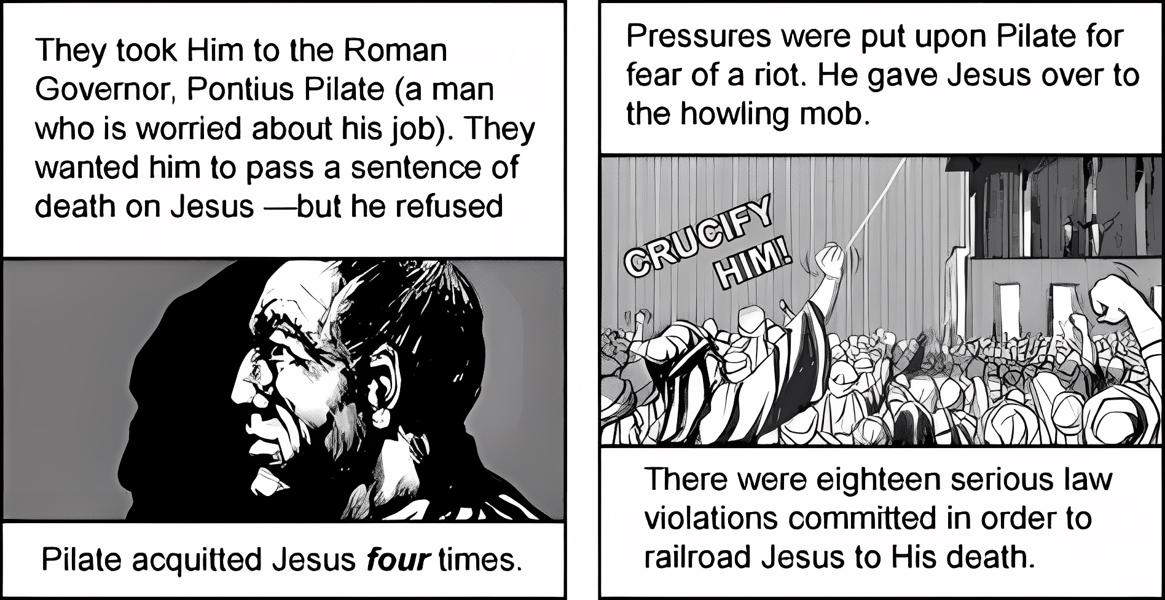 They took Him to the Roman
Governor, Pontius Pilate (a man
who is worried about his job). They
wanted him to pass a sentence of
death on Jesus —but he refused
Pilate acquitted Jesus four times.
Pressures were put upon Pilate for
fear of a riot. He gave Jesus over to
the howling mob.
CRUCIFY
HIM!
There were eighteen serious law
violations committed in order to
railroad Jesus to His death.